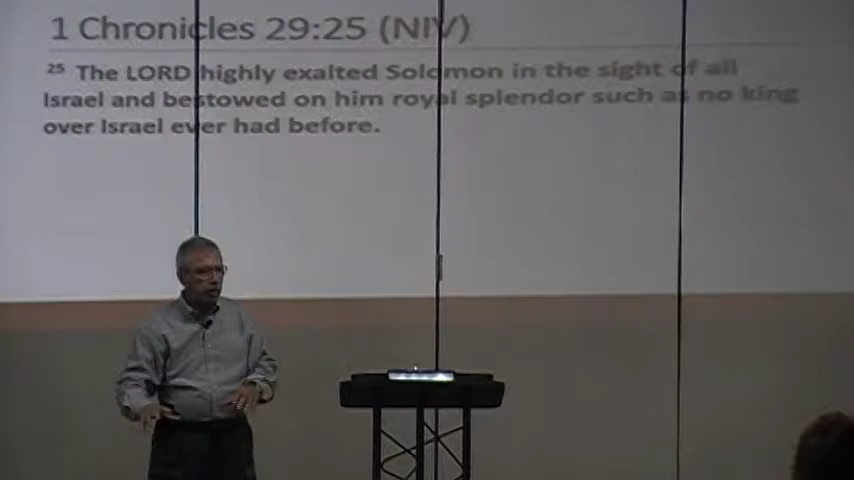 1 Chronicles 29:25 (NIV)
25 The LORD highly exalted Solomon in the sight of all
Israel and bestowed on him royal splendor such as no king
over Israel ever had before.